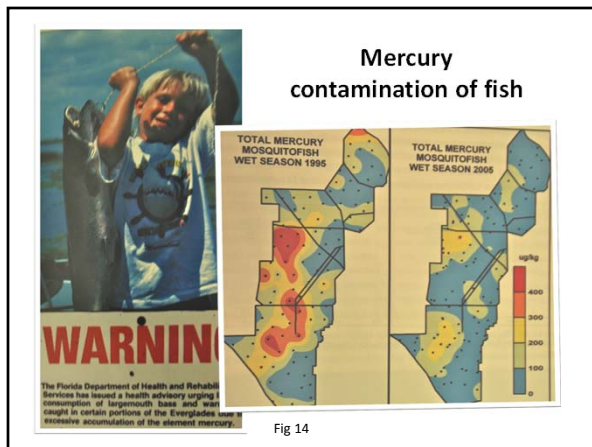 Mercury
contamination of fish
TOTAL MERCURY
MOSQUITOFISH
WET SEASON 1995
TOTAL MERCURY
MOSQUITOFISH
WET SEASON 2005
ug/kg
400
300
200
100
0
WARNIN
The Florida Department of Health and Rehabili
Services has issued a health advisory urging
consumption of largemouth bass and war
caught in certain portions of the Everglades due
excessive accumulation of the element mercury.
Fig 14